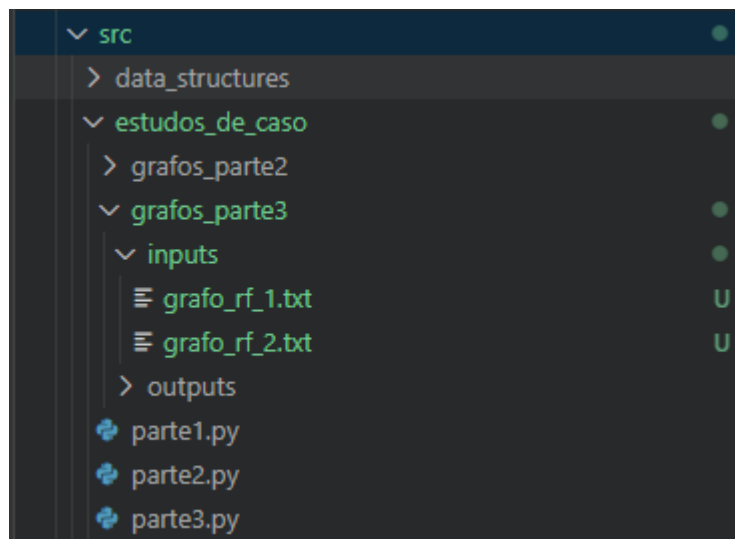 src
data_structures
estudos_de_caso
grafos_parte2
grafos_parte3
inputs
grafo_rf_1.txt U
grafo_rf_2.txt U
outputs
parte1.py
parte2.py
parte3.py